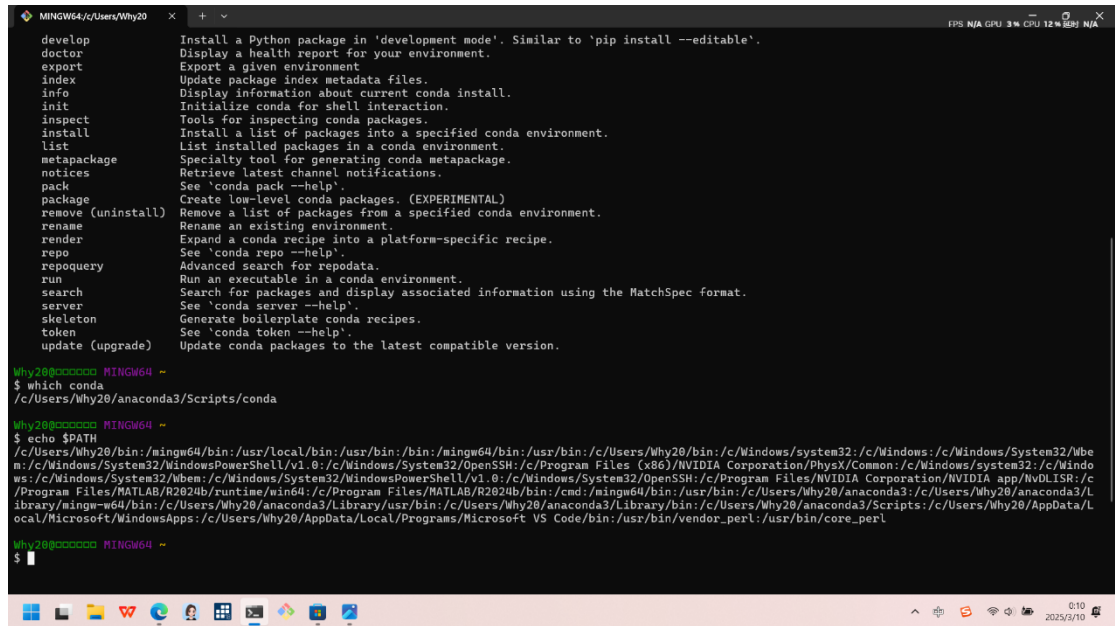 MINGW64:/c/Users/Why20
FPS N/A GPU 3% CPU 12% 延时 N/A
develop Install a Python package in 'development mode'. Similar to `pip install --editable`.
doctor Display a health report for your environment.
export Export a given environment
index Update package index metadata files.
info Display information about current conda install.
init Initialize conda for shell interaction.
inspect Tools for inspecting conda packages.
install Install a list of packages into a specified conda environment.
list List installed packages in a conda environment.
metapackage Specialty tool for generating conda metapackage.
notices Retrieve latest channel notifications.
pack See `conda pack --help`.
package Create low-level conda packages. (EXPERIMENTAL)
remove (uninstall) Remove a list of packages from a specified conda environment.
rename Rename an existing environment.
render Expand a conda recipe into a platform-specific recipe.
repo See `conda repo --help`.
repoquery Advanced search for repodata.
run Run an executable in a conda environment.
search Search for packages and display associated information using the MatchSpec format.
server See `conda server --help`.
skeleton Generate boilerplate conda recipes.
token See `conda token --help`.
update (upgrade) Update conda packages to the latest compatible version.
Why20@□□□□□□ MINGW64 ~
$ which conda
/c/Users/Why20/anaconda3/Scripts/conda
Why20@□□□□□□ MINGW64 ~
$ echo $PATH
/c/Users/Why20/bin:/mingw64/bin:/usr/local/bin:/usr/bin:/bin:/mingw64/bin:/usr/bin:/c/Users/Why20/bin:/c/Windows/system32:/c/Windows:/c/Windows/System32/Wbe
m:/c/Windows/System32/WindowsPowerShell/v1.0:/c/Windows/System32/OpenSSH:/c/Program Files (x86)/NVIDIA Corporation/PhysX/Common:/c/Windows/system32:/c/Windo
ws:/c/Windows/System32/Wbem:/c/Windows/System32/WindowsPowerShell/v1.0:/c/Windows/System32/OpenSSH:/c/Program Files/NVIDIA Corporation/NVIDIA app/NvDLISR:/c
/Program Files/MATLAB/R2024b/runtime/win64:/c/Program Files/MATLAB/R2024b/bin:/cmd:/mingw64/bin:/usr/bin:/c/Users/Why20/anaconda3:/c/Users/Why20/anaconda3/L
ibrary/mingw-w64/bin:/c/Users/Why20/anaconda3/Library/usr/bin:/c/Users/Why20/anaconda3/Library/bin:/c/Users/Why20/anaconda3/Scripts:/c/Users/Why20/AppData/L
ocal/Microsoft/WindowsApps:/c/Users/Why20/AppData/Local/Programs/Microsoft VS Code/bin:/usr/bin/vendor_perl:/usr/bin/core_perl
Why20@□□□□□□ MINGW64 ~
$
中
0:10
2025/3/10